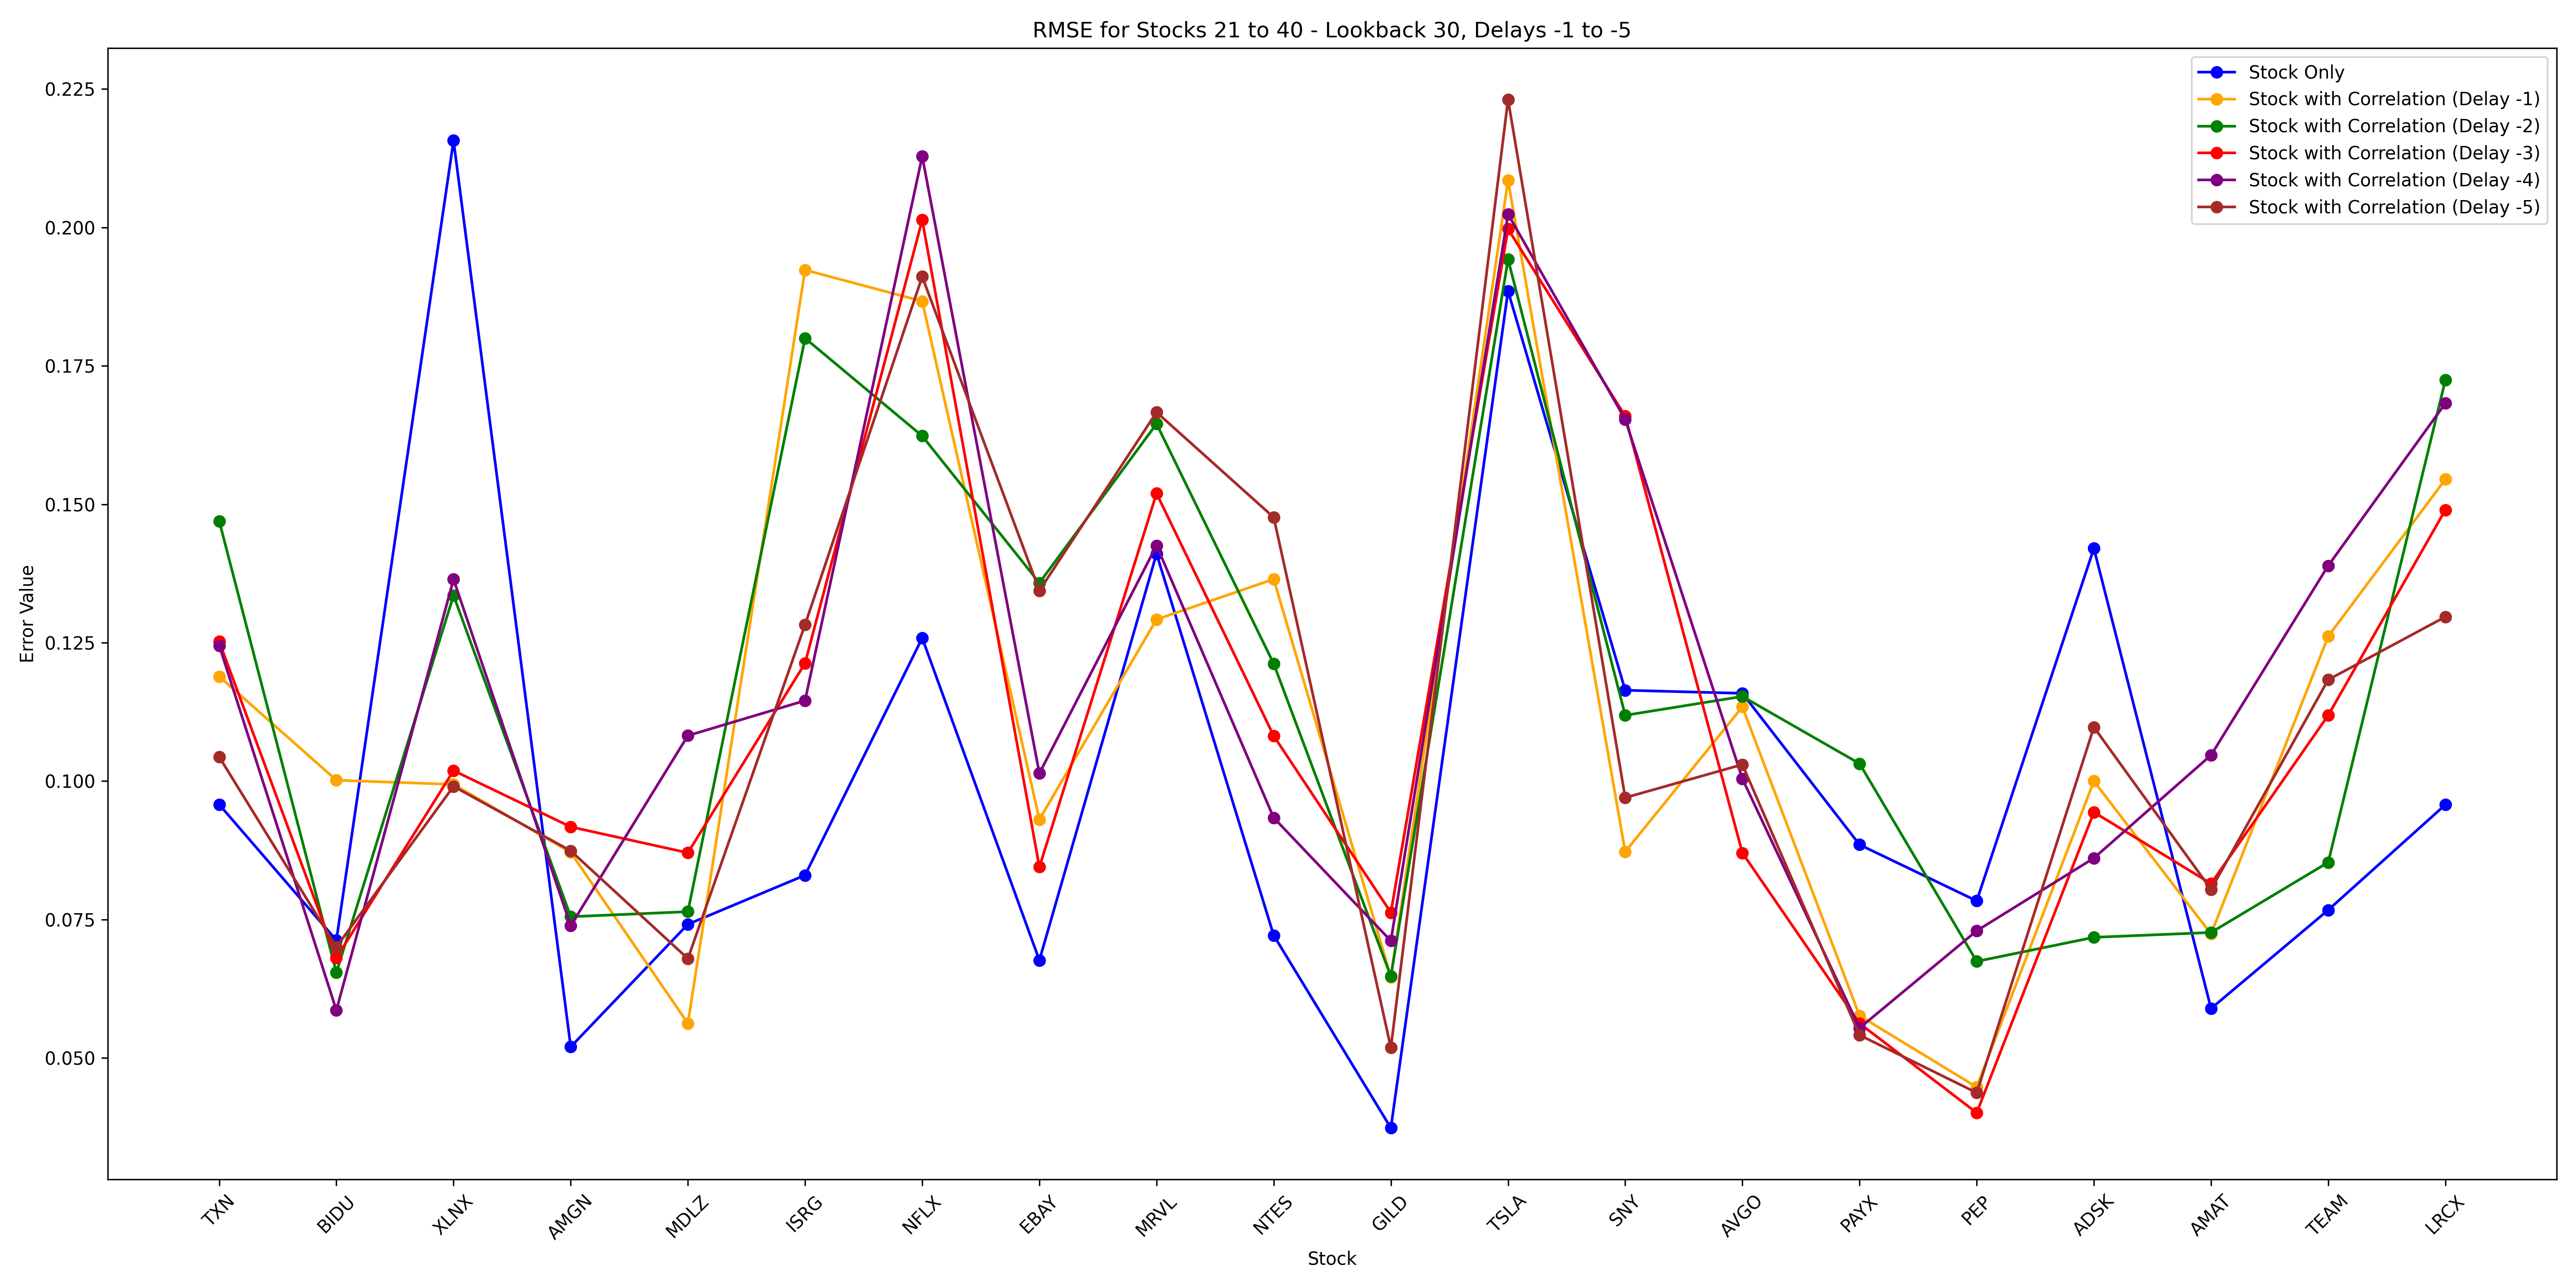 RMSE for Stocks 21 to 40 - Lookback 30, Delays -1 to -5
Stock Only
Stock with Correlation (Delay -1)
Stock with Correlation (Delay -2)
Stock with Correlation (Delay -3)
Stock with Correlation (Delay -4)
Stock with Correlation (Delay -5)
Error Value
0.225
0.200
0.175
0.150
0.125
0.100
0.075
0.050
TXN
BIDU
XLNX
AMGN
MDLZ
ISRG
NFLX
EBAY
MRVL
NTES
GILD
TSLA
SNY
AVGO
PAYX
PEP
ADSK
AMAT
TEAM
LRCX
Stock